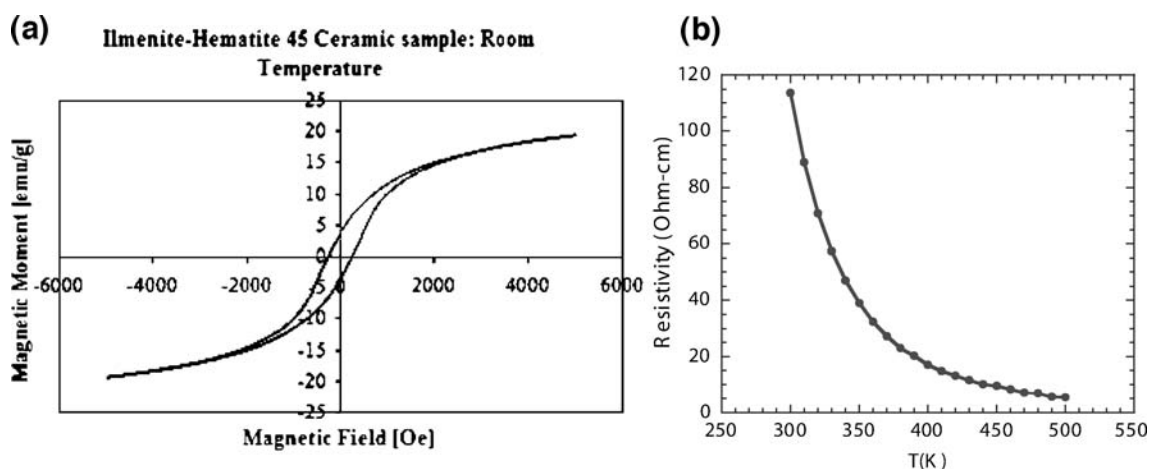 (a)
Ilmenite-Hematite 45 Ceramic sample: Room
Temperature
Magnetic Moment [emu/g]
25
20
15
10
5
0
-5
-10
-15
-20
-25
-6000 -4000 -2000 0 2000 4000 6000
Magnetic Field [Oe]
(b)
Resistivity (Ohm-cm)
120
100
80
60
40
20
0
250 300 350 400 450 500 550
T(K)